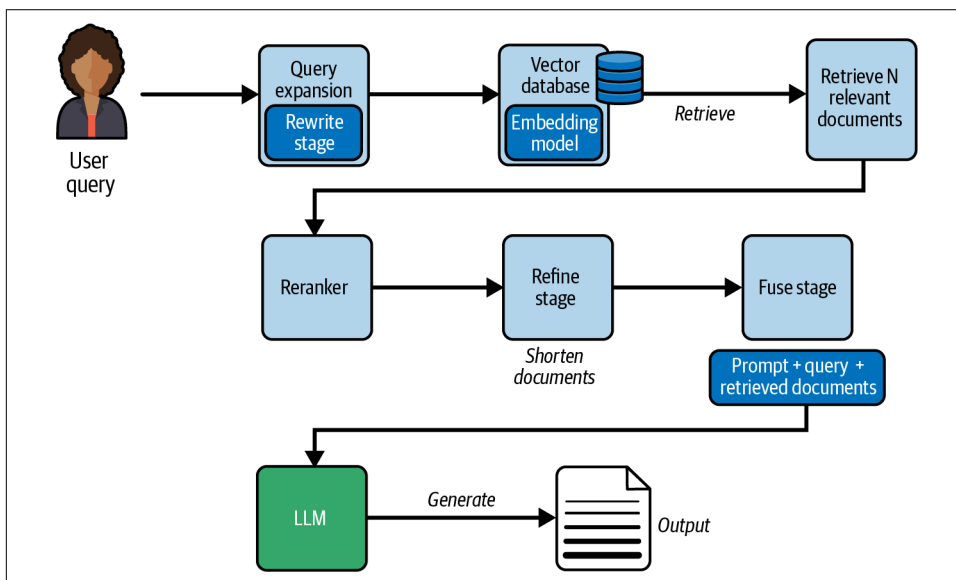 User
query
Query
expansion
Rewrite
stage
Vector
database
Embedding
model
Retrieve
Retrieve N
relevant
documents
Reranker
Refine
stage
Shorten
documents
Fuse stage
Prompt + query +
retrieved documents
LLM
Generate
Output